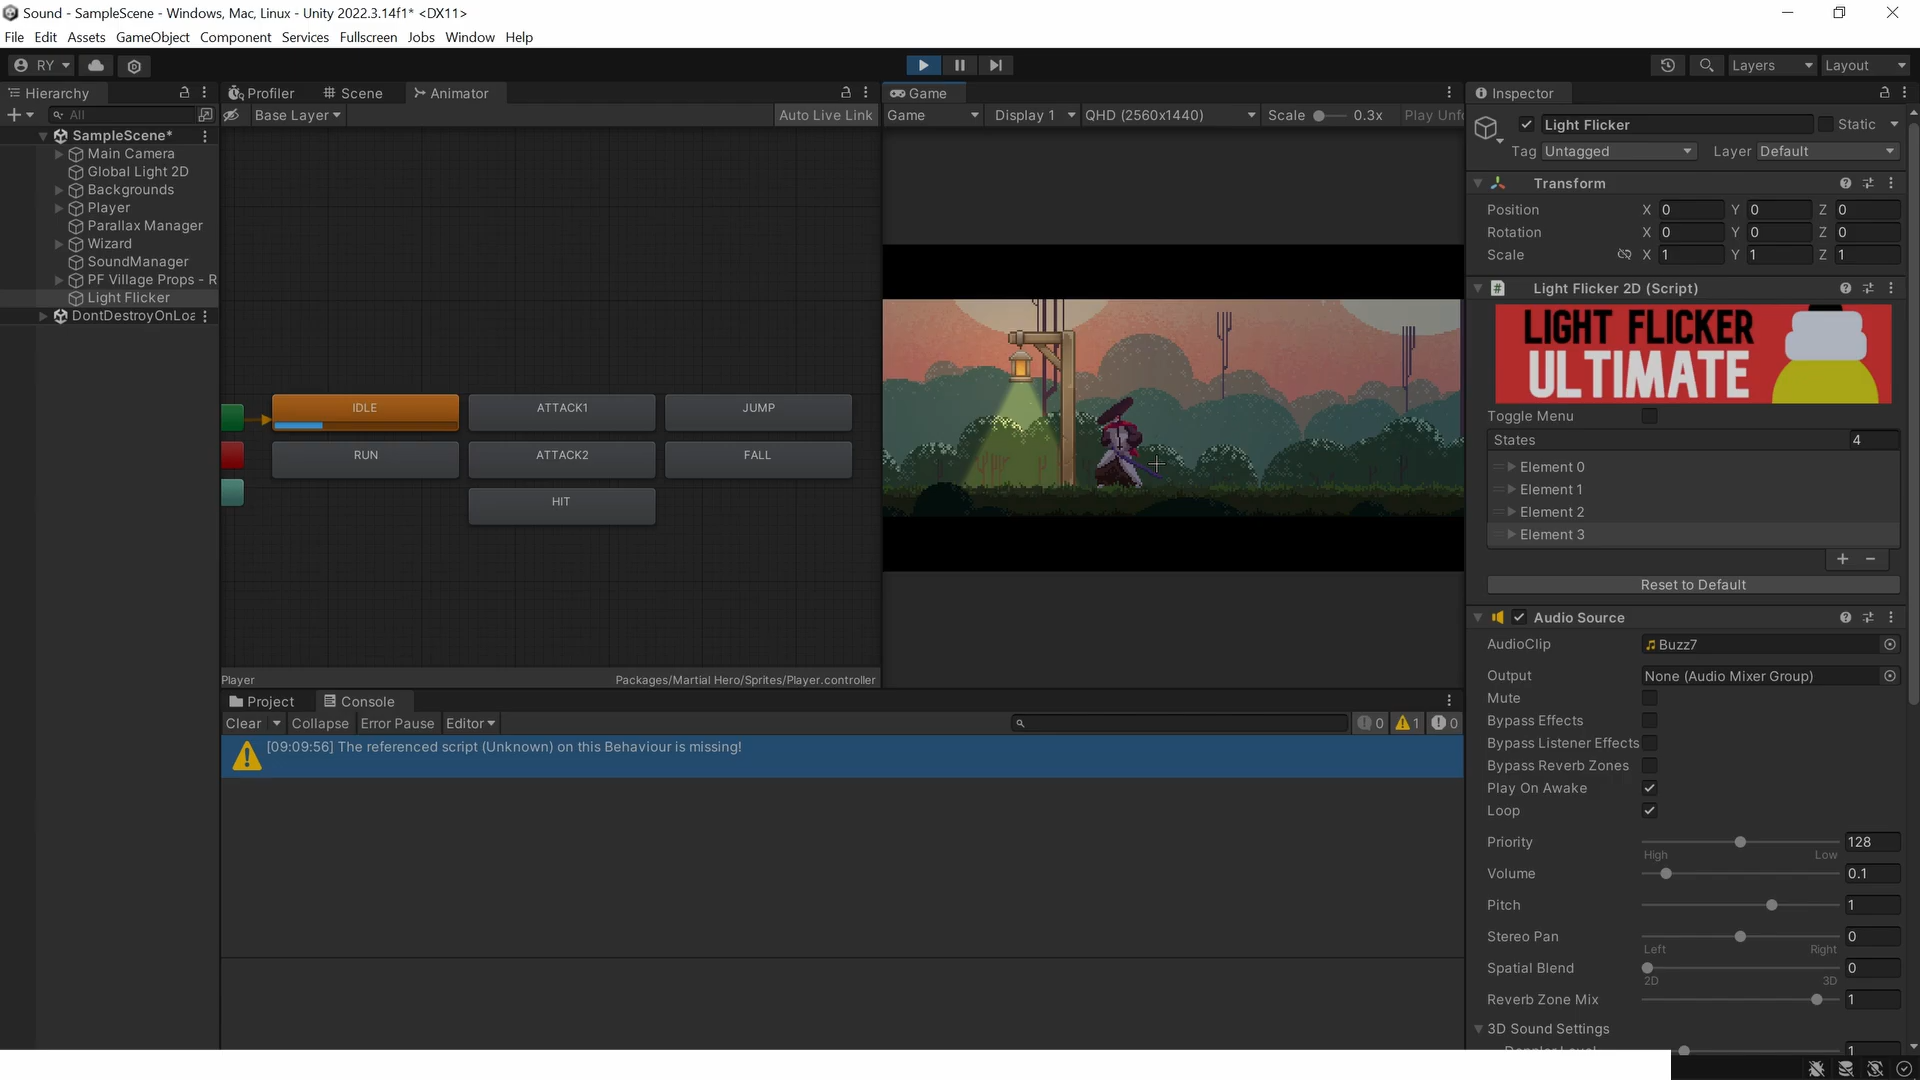 Sound - SampleScene - Windows, Mac, Linux - Unity 2022.3.14f1* <DX11>
File Edit Assets GameObject Component Services Fullscreen Jobs Window Help
RY Layers Layout
Hierarchy
All
SampleScene*
Main Camera
Global Light 2D
Backgrounds
Player
Parallax Manager
Wizard
SoundManager
PF Village Props - R
Light Flicker
DontDestroyOnLoa
Profiler Scene Animator
Base Layer Auto Live Link
IDLE ATTACK1 JUMP
RUN ATTACK2 FALL
HIT
Player Packages/Martial Hero/Sprites/Player.controller
Game
Game Display 1 QHD (2560x1440) Scale 0.3x Play Unf
Project Console
Clear Collapse Error Pause Editor 0 1 0
[09:09:56] The referenced script (Unknown) on this Behaviour is missing!
Inspector
Light Flicker Static
Tag Untagged Layer Default
Transform
Position X 0 Y 0 Z 0
Rotation X 0 Y 0 Z 0
Scale X 1 Y 1 Z 1
Light Flicker 2D (Script)
LIGHT FLICKER
ULTIMATE
Toggle Menu
States 4
Element 0
Element 1
Element 2
Element 3
+ -
Reset to Default
Audio Source
AudioClip Buzz7
Output None (Audio Mixer Group)
Mute
Bypass Effects
Bypass Listener Effects
Bypass Reverb Zones
Play On Awake
Loop
Priority 128
High Low
Volume 0.1
Pitch 1
Stereo Pan 0
Left Right
Spatial Blend 0
2D 3D
Reverb Zone Mix 1
3D Sound Settings
1